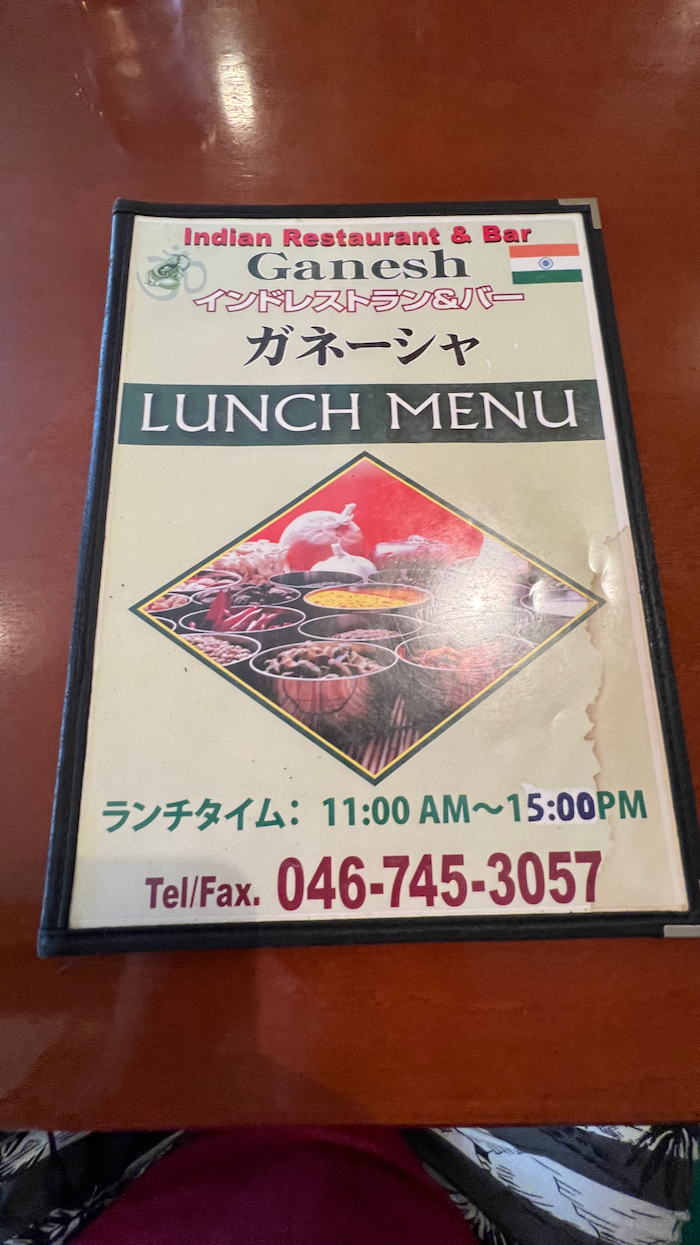 Indian Restaurant & Bar
Ganesh
インドレストラン&バー
ガネーシャ
LUNCH MENU
ランチタイム: 11:00 AM～15:00PM
Tel/Fax. 046-745-3057